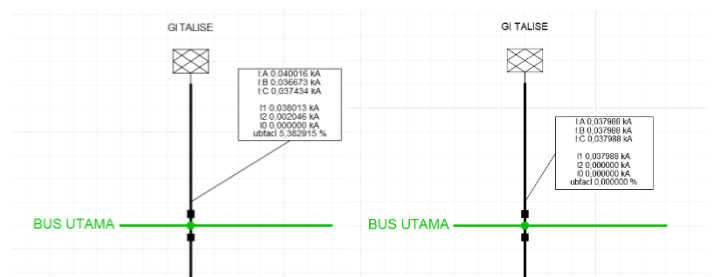 GI TALISE
I:A 0,040016 kA
I:B 0,036673 kA
I:C 0,037434 kA
I1 0,038013 kA
I2 0,002046 kA
I0 0,000000 kA
ubfacI 5,382915 %
BUS UTAMA
GI TALISE
I:A 0,037988 kA
I:B 0,037988 kA
I:C 0,037988 kA
I1 0,037988 kA
I2 0,000000 kA
I0 0,000000 kA
ubfacI 0,000000 %
BUS UTAMA